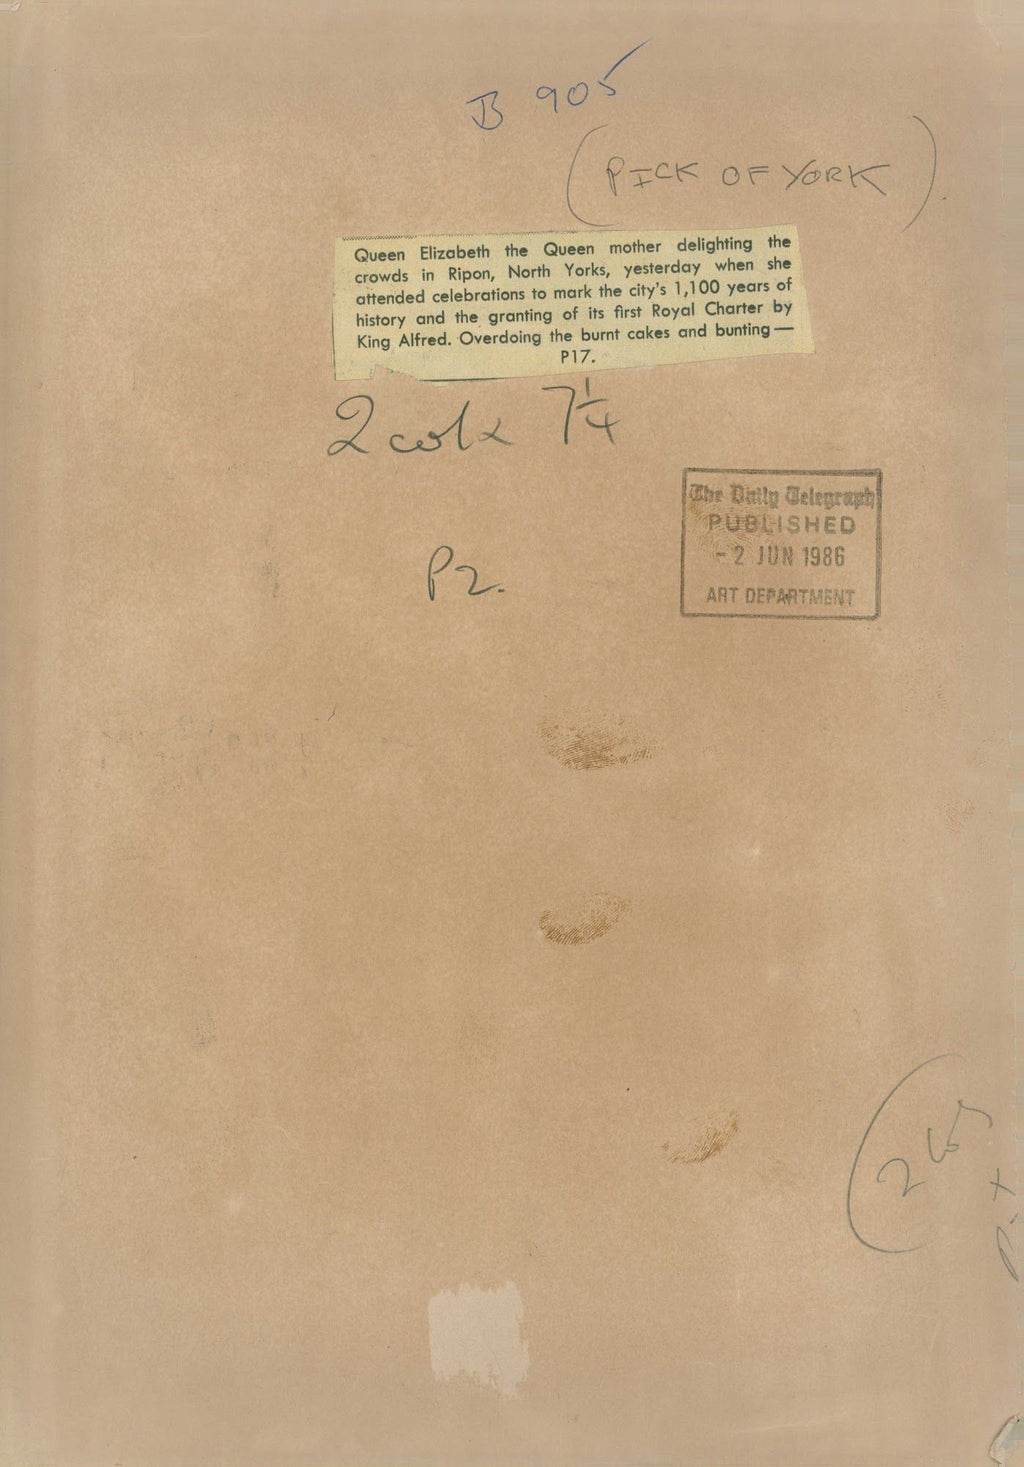 B 905
(PICK OF YORK)
Queen Elizabeth the Queen mother delighting the
crowds in Ripon, North Yorks, yesterday when she
attended celebrations to mark the city's 1,100 years of
history and the granting of its first Royal Charter by
King Alfred. Overdoing the burnt cakes and bunting—
P17.
2 col x 7 1/4
The Daily Telegraph
PUBLISHED
- 2 JUN 1986
ART DEPARTMENT
P2.